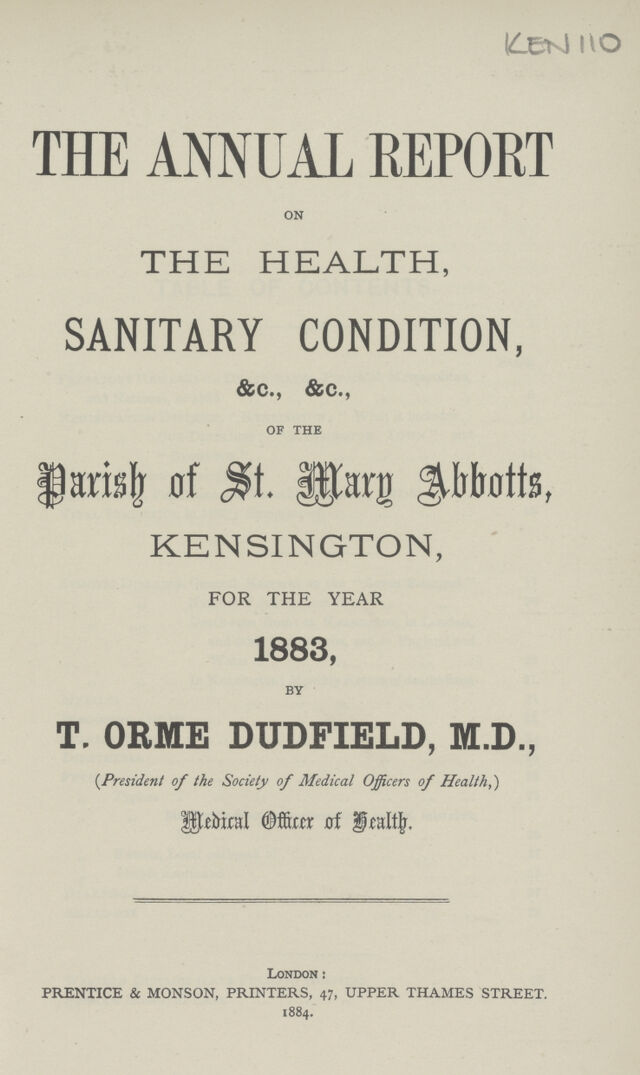 KEN 110
THE ANNUAL REPORT
ON
THE HEALTH,
SANITARY CONDITION,
&c., &c.,
OF THE
Parish of St. Mary Abbotts,
KENSINGTON,
FOR THE YEAR
1883,
BY
T. ORME DUDFIELD, M.D.,
(President of the Society of Medical Officers of Health,)
Medical Officer of Health.
LONDON:
PRENTICE & MONSON, PRINTERS, 47, UPPER THAMES STREET.
1884.